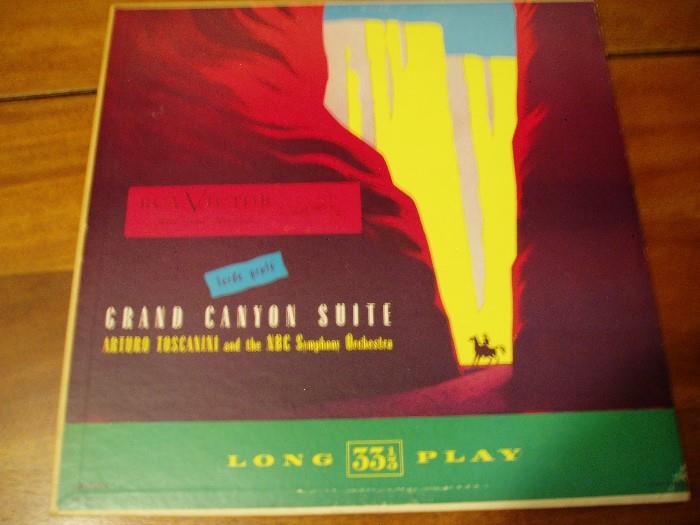 RCA VICTOR
ferde grofé
GRAND CANYON SUITE
ARTURO TOSCANINI and the NBC Symphony Orchestra
LONG 33⅓ PLAY